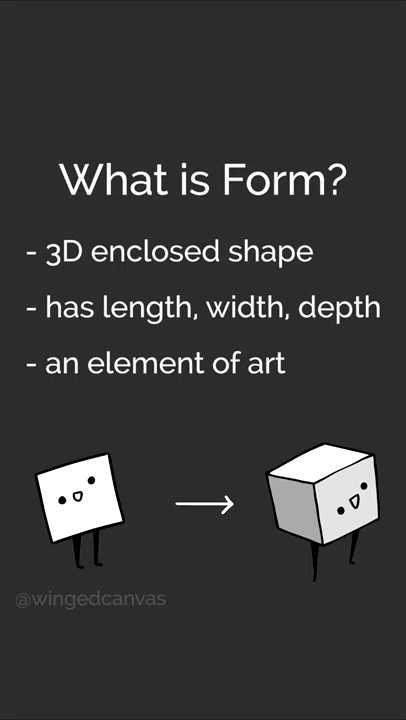 What is Form?
- 3D enclosed shape
- has length, width, depth
- an element of art
@wingedcanvas